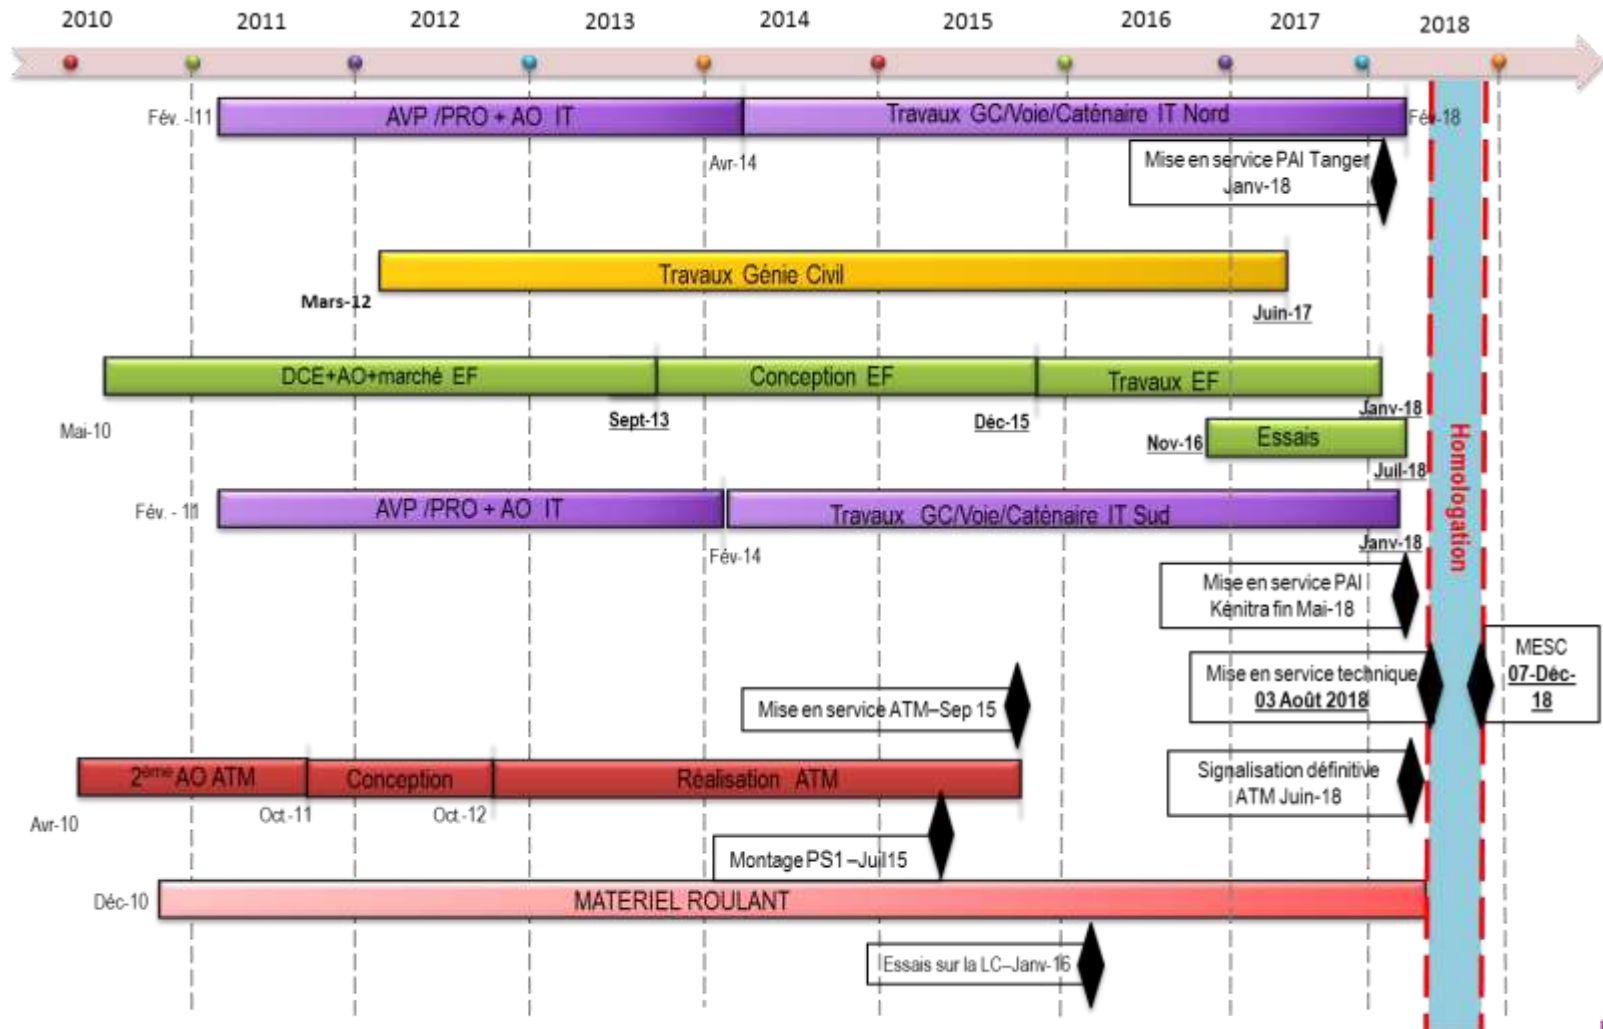 2010 2011 2012 2013 2014 2015 2016 2017 2018
Fév. - 11
AVP /PRO + AO IT
Travaux GC/Voie/Caténaire IT Nord
Fév-18
Avr-14
Mise en service PAI Tanger
Janv-18
Travaux Génie Civil
Mars-12
Juin-17
DCE+AO+marché EF
Conception EF
Travaux EF
Mai-10
Sept-13
Déc-15
Janv-18
Nov-16
Essais
Juil-18
Homologation
Fév. - 11
AVP /PRO + AO IT
Travaux GC/Voie/Caténaire IT Sud
Fév-14
Janv-18
Mise en service PAI
Kénitra fin Mai-18
Mise en service technique
03 Août 2018
MESC
07-Déc-
18
Mise en service ATM–Sep 15
2ème AO ATM
Conception
Réalisation ATM
Signalisation définitive
ATM Juin-18
Avr-10
Oct.-11
Oct.-12
Montage PS1 –Juil15
Déc-10
MATERIEL ROULANT
Essais sur la LC–Janv-16